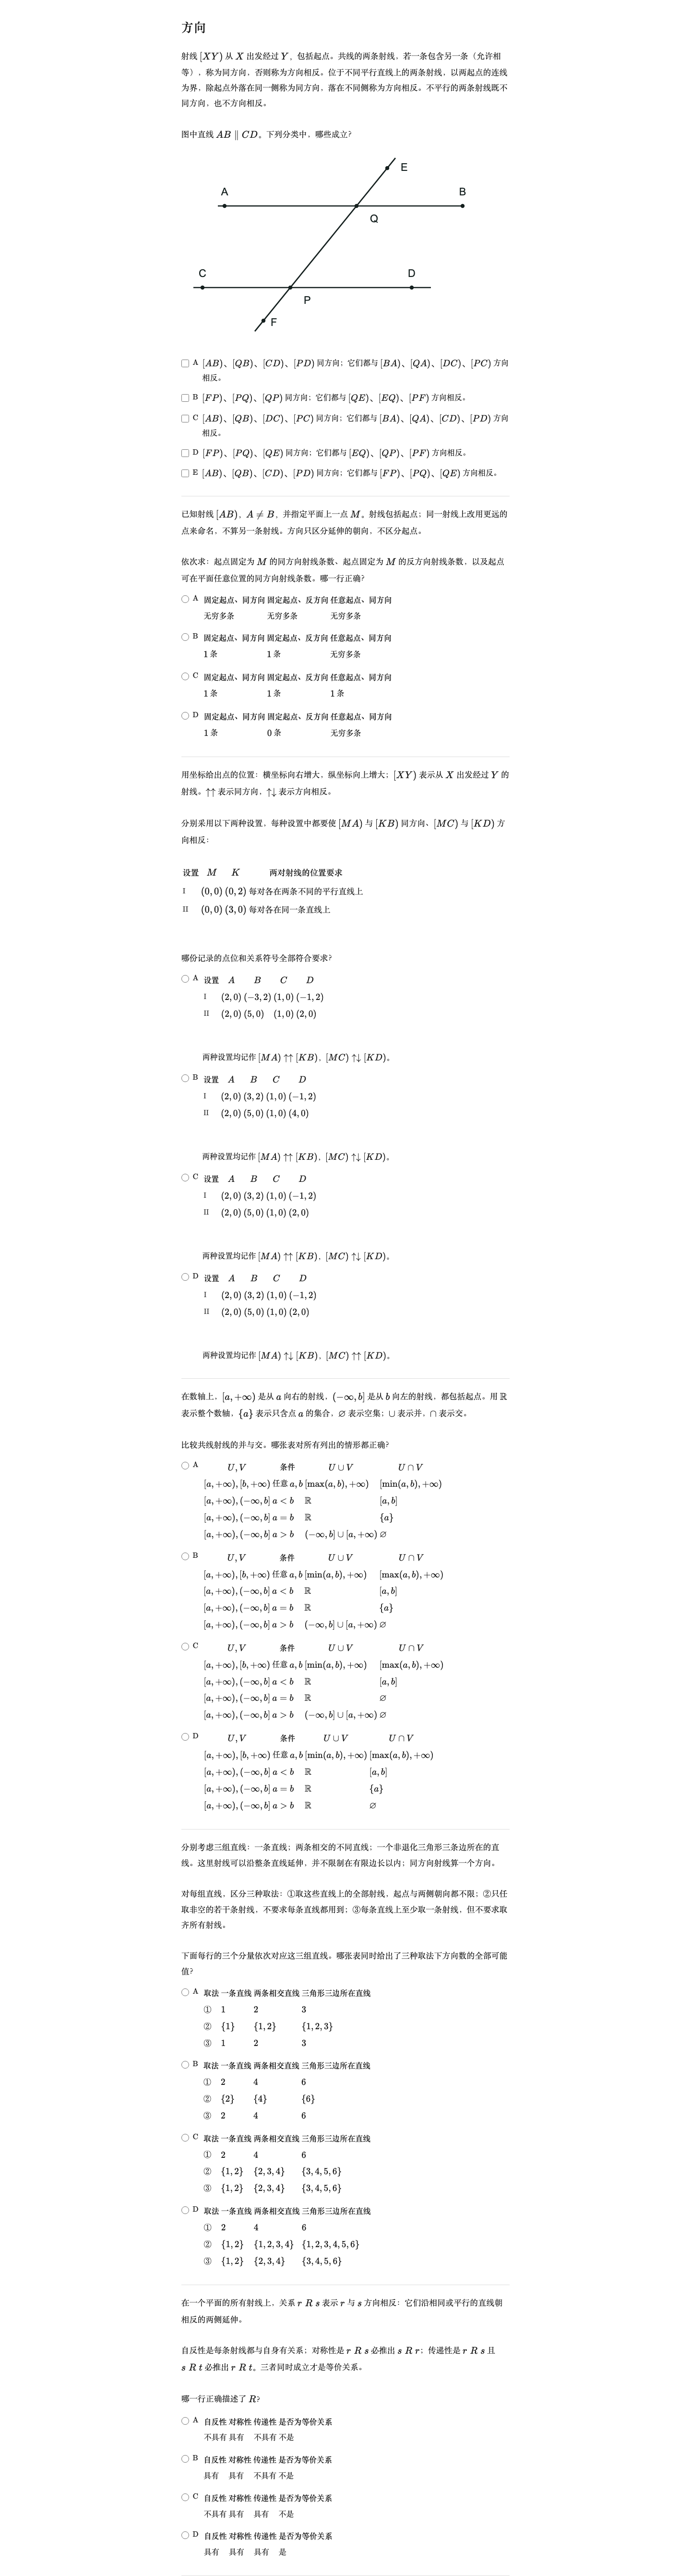 方向
射线 [XY) 从 X 出发经过 Y，包括起点。共线的两条射线，若一条包含另一条（允许相
等），称为同方向，否则称为方向相反。位于不同平行直线上的两条射线，以两起点的连线
为界，除起点外落在同一侧称为同方向，落在不同侧称为方向相反。不平行的两条射线既不
同方向，也不方向相反。
图中直线 AB ∥ CD。下列分类中，哪些成立？
E
A
B
Q
C
D
P
F
A [AB)、[QB)、[CD)、[PD) 同方向；它们都与 [BA)、[QA)、[DC)、[PC) 方向
相反。
B [FP)、[PQ)、[QP) 同方向；它们都与 [QE)、[EQ)、[PF) 方向相反。
C [AB)、[QB)、[DC)、[PC) 同方向；它们都与 [BA)、[QA)、[CD)、[PD) 方向
相反。
D [FP)、[PQ)、[QE) 同方向；它们都与 [EQ)、[QP)、[PF) 方向相反。
E [AB)、[QB)、[CD)、[PD) 同方向；它们都与 [FP)、[PQ)、[QE) 方向相反。
已知射线 [AB)，A ≠ B，并指定平面上一点 M。射线包括起点；同一射线上改用更远的
点来命名，不算另一条射线。方向只区分延伸的朝向，不区分起点。
依次求：起点固定为 M 的同方向射线条数、起点固定为 M 的反方向射线条数，以及起点
可在平面任意位置的同方向射线条数。哪一行正确？
A 固定起点、同方向 固定起点、反方向 任意起点、同方向
无穷多条 无穷多条 无穷多条
B 固定起点、同方向 固定起点、反方向 任意起点、同方向
1 条 1 条 无穷多条
C 固定起点、同方向 固定起点、反方向 任意起点、同方向
1 条 1 条 1 条
D 固定起点、同方向 固定起点、反方向 任意起点、同方向
1 条 0 条 无穷多条
用坐标给出点的位置：横坐标向右增大，纵坐标向上增大；[XY) 表示从 X 出发经过 Y 的
射线。↑↑ 表示同方向，↑↓ 表示方向相反。
分别采用以下两种设置，每种设置中都要使 [MA) 与 [KB) 同方向、[MC) 与 [KD) 方
向相反：
设置 M K 两对射线的位置要求
I (0, 0) (0, 2) 每对各在两条不同的平行直线上
II (0, 0) (3, 0) 每对各在同一条直线上
哪份记录的点位和关系符号全部符合要求？
A 设置 A B C D
I (2, 0) (−3, 2) (1, 0) (−1, 2)
II (2, 0) (5, 0) (1, 0) (2, 0)
两种设置均记作 [MA) ↑↑ [KB)，[MC) ↑↓ [KD)。
B 设置 A B C D
I (2, 0) (3, 2) (1, 0) (−1, 2)
II (2, 0) (5, 0) (1, 0) (4, 0)
两种设置均记作 [MA) ↑↑ [KB)，[MC) ↑↓ [KD)。
C 设置 A B C D
I (2, 0) (3, 2) (1, 0) (−1, 2)
II (2, 0) (5, 0) (1, 0) (2, 0)
两种设置均记作 [MA) ↑↑ [KB)，[MC) ↑↓ [KD)。
D 设置 A B C D
I (2, 0) (3, 2) (1, 0) (−1, 2)
II (2, 0) (5, 0) (1, 0) (2, 0)
两种设置均记作 [MA) ↑↓ [KB)，[MC) ↑↑ [KD)。
在数轴上，[a, +∞) 是从 a 向右的射线，(−∞, b] 是从 b 向左的射线，都包括起点。用 ℝ
表示整个数轴，{a} 表示只含点 a 的集合，∅ 表示空集；∪ 表示并，∩ 表示交。
比较共线射线的并与交。哪张表对所有列出的情形都正确？
A U, V 条件 U ∪ V U ∩ V
[a, +∞), [b, +∞) 任意 a, b [max(a, b), +∞) [min(a, b), +∞)
[a, +∞), (−∞, b] a < b ℝ [a, b]
[a, +∞), (−∞, b] a = b ℝ {a}
[a, +∞), (−∞, b] a > b (−∞, b] ∪ [a, +∞) ∅
B U, V 条件 U ∪ V U ∩ V
[a, +∞), [b, +∞) 任意 a, b [min(a, b), +∞) [max(a, b), +∞)
[a, +∞), (−∞, b] a < b ℝ [a, b]
[a, +∞), (−∞, b] a = b ℝ {a}
[a, +∞), (−∞, b] a > b (−∞, b] ∪ [a, +∞) ∅
C U, V 条件 U ∪ V U ∩ V
[a, +∞), [b, +∞) 任意 a, b [min(a, b), +∞) [max(a, b), +∞)
[a, +∞), (−∞, b] a < b ℝ [a, b]
[a, +∞), (−∞, b] a = b ℝ ∅
[a, +∞), (−∞, b] a > b (−∞, b] ∪ [a, +∞) ∅
D U, V 条件 U ∪ V U ∩ V
[a, +∞), [b, +∞) 任意 a, b [min(a, b), +∞) [max(a, b), +∞)
[a, +∞), (−∞, b] a < b ℝ [a, b]
[a, +∞), (−∞, b] a = b ℝ {a}
[a, +∞), (−∞, b] a > b ℝ ∅
分别考虑三组直线：一条直线；两条相交的不同直线；一个非退化三角形三条边所在的直
线。这里射线可以沿整条直线延伸，并不限制在有限边长以内；同方向射线算一个方向。
对每组直线，区分三种取法：①取这些直线上的全部射线，起点与两侧朝向都不限；②只任
取非空的若干条射线，不要求每条直线都用到；③每条直线上至少取一条射线，但不要求取
齐所有射线。
下面每行的三个分量依次对应这三组直线。哪张表同时给出了三种取法下方向数的全部可能
值？
A 取法 一条直线 两条相交直线 三角形三边所在直线
① 1 2 3
② {1} {1, 2} {1, 2, 3}
③ 1 2 3
B 取法 一条直线 两条相交直线 三角形三边所在直线
① 2 4 6
② {2} {4} {6}
③ 2 4 6
C 取法 一条直线 两条相交直线 三角形三边所在直线
① 2 4 6
② {1, 2} {2, 3, 4} {3, 4, 5, 6}
③ {1, 2} {2, 3, 4} {3, 4, 5, 6}
D 取法 一条直线 两条相交直线 三角形三边所在直线
① 2 4 6
② {1, 2} {1, 2, 3, 4} {1, 2, 3, 4, 5, 6}
③ {1, 2} {2, 3, 4} {3, 4, 5, 6}
在一个平面的所有射线上，关系 r R s 表示 r 与 s 方向相反：它们沿相同或平行的直线朝
相反的两侧延伸。
自反性是每条射线都与自身有关系；对称性是 r R s 必推出 s R r；传递性是 r R s 且
s R t 必推出 r R t。三者同时成立才是等价关系。
哪一行正确描述了 R？
A 自反性 对称性 传递性 是否为等价关系
不具有 具有 不具有 不是
B 自反性 对称性 传递性 是否为等价关系
具有 具有 不具有 不是
C 自反性 对称性 传递性 是否为等价关系
不具有 具有 具有 不是
D 自反性 对称性 传递性 是否为等价关系
具有 具有 具有 是